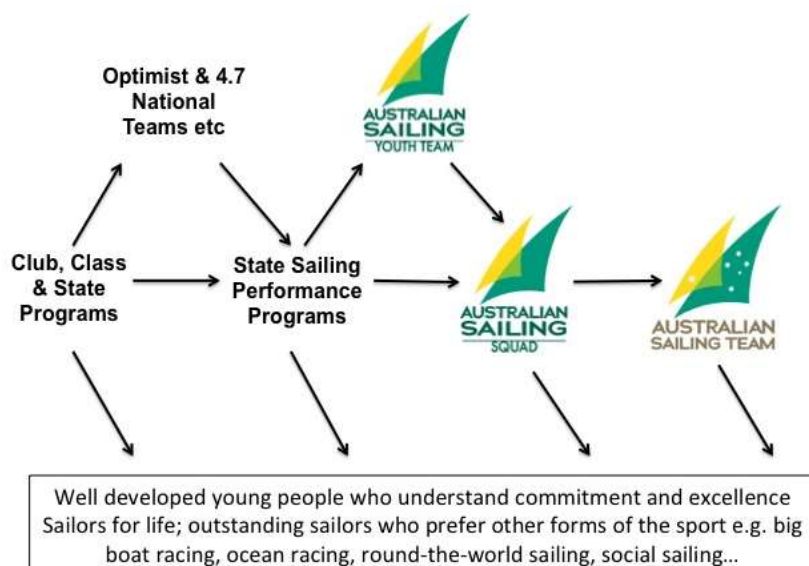 Optimist & 4.7
National
Teams etc
AUSTRALIAN
SAILING
YOUTH TEAM
Club, Class
& State
Programs
State Sailing
Performance
Programs
AUSTRALIAN
SAILING
SQUAD
AUSTRALIAN
SAILING TEAM
Well developed young people who understand commitment and excellence
Sailors for life; outstanding sailors who prefer other forms of the sport e.g. big
boat racing, ocean racing, round-the-world sailing, social sailing...